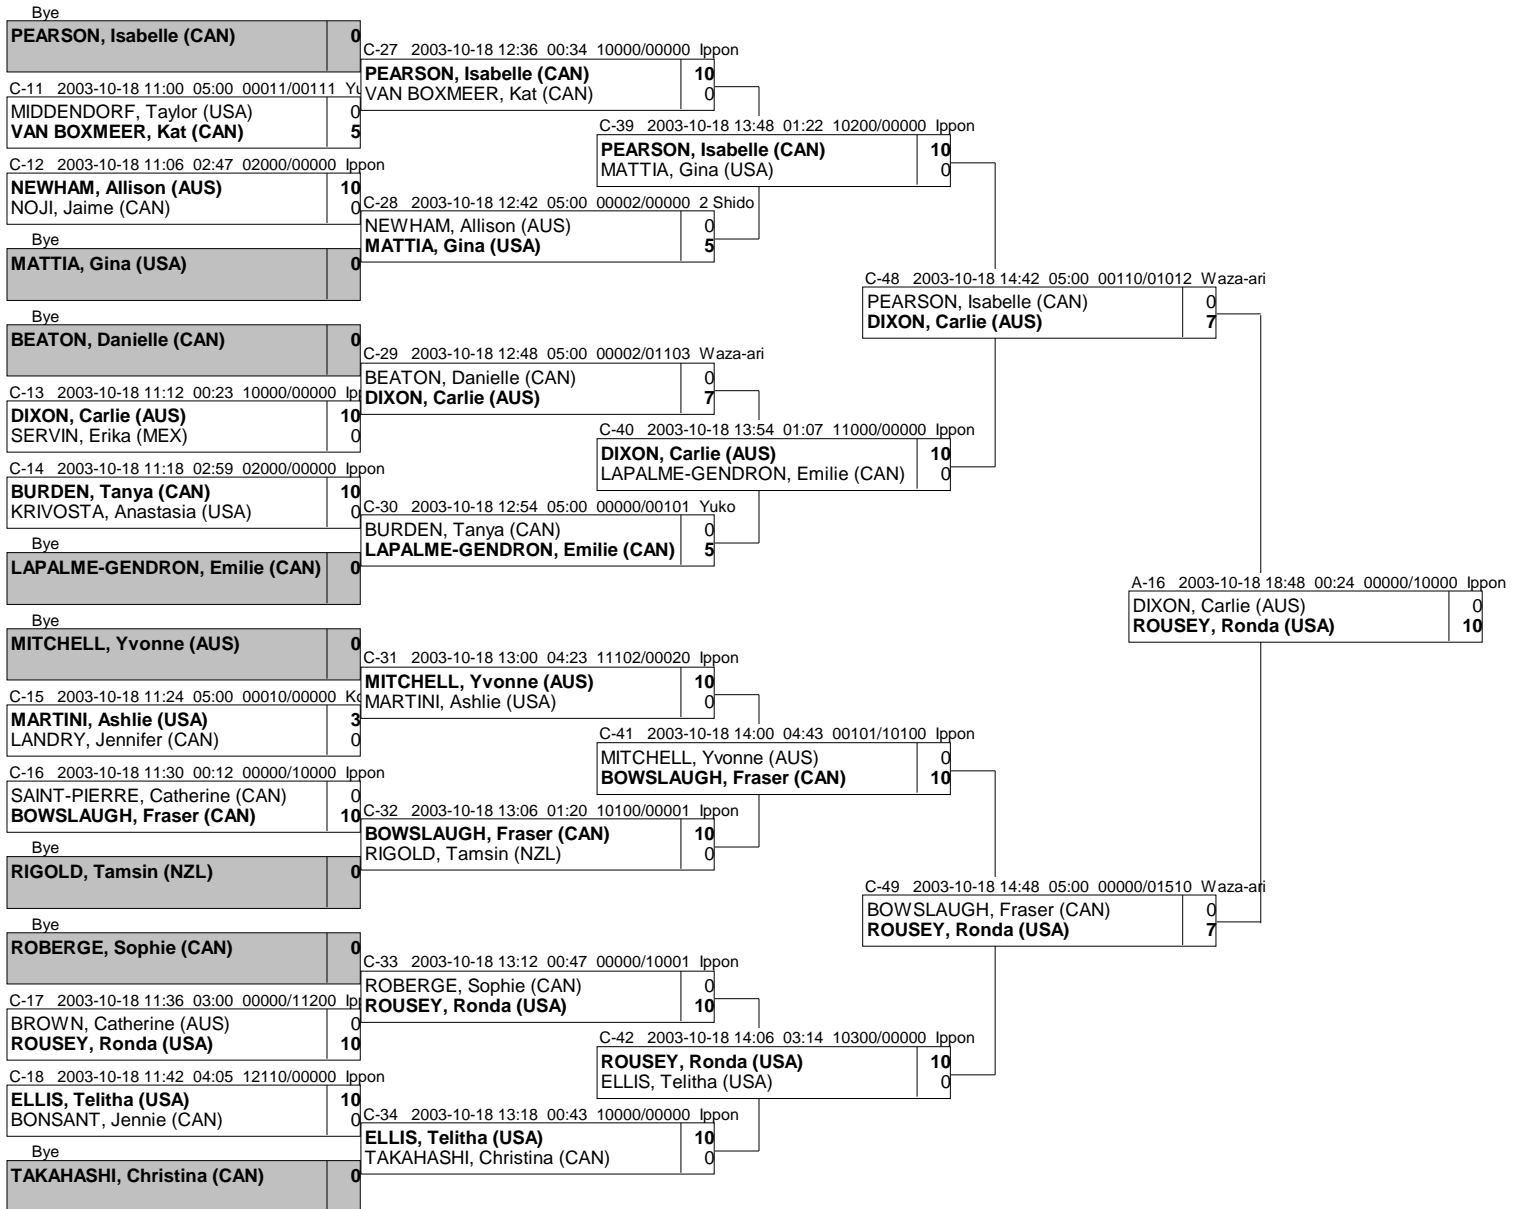 Bye
PEARSON, Isabelle (CAN) 0
C-11 2003-10-18 11:00 05:00 00011/00111
MIDDENDORF, Taylor (USA) 0
VAN BOXMEER, Kat (CAN) 5
C-12 2003-10-18 11:06 02:47 02000/00000 Ippon
NEWHAM, Allison (AUS) 10
NOJI, Jaime (CAN) 0
Bye
MATTIA, Gina (USA) 0
Bye
BEATON, Danielle (CAN) 0
C-13 2003-10-18 11:12 00:23 10000/00000
DIXON, Carlie (AUS) 10
SERVIN, Erika (MEX) 0
C-14 2003-10-18 11:18 02:59 02000/00000 Ippon
BURDEN, Tanya (CAN) 10
KRIVOSTA, Anastasia (USA) 0
Bye
LAPALME-GENDRON, Emilie (CAN) 0
Bye
MITCHELL, Yvonne (AUS) 0
C-15 2003-10-18 11:24 05:00 00010/00000
MARTINI, Ashlie (USA) 3
LANDRY, Jennifer (CAN) 0
C-16 2003-10-18 11:30 00:12 00000/10000 Ippon
SAINT-PIERRE, Catherine (CAN) 0
BOWSLAUGH, Fraser (CAN) 10
Bye
RIGOLD, Tamsin (NZL) 0
Bye
ROBERGE, Sophie (CAN) 0
C-17 2003-10-18 11:36 03:00 00000/11200
BROWN, Catherine (AUS) 0
ROUSEY, Ronda (USA) 10
C-18 2003-10-18 11:42 04:05 12110/00000 Ippon
ELLIS, Telitha (USA) 10
BONSANT, Jennie (CAN) 0
Bye
TAKAHASHI, Christina (CAN) 0
C-27 2003-10-18 12:36 00:34 10000/00000 Ippon
PEARSON, Isabelle (CAN) 10
VAN BOXMEER, Kat (CAN) 0
C-28 2003-10-18 12:42 05:00 00002/00000 2 Shido
NEWHAM, Allison (AUS) 0
MATTIA, Gina (USA) 5
C-29 2003-10-18 12:48 05:00 00002/01103 Waza-ari
BEATON, Danielle (CAN) 0
DIXON, Carlie (AUS) 7
C-30 2003-10-18 12:54 05:00 00000/00101 Yuko
BURDEN, Tanya (CAN) 0
LAPALME-GENDRON, Emilie (CAN) 5
C-31 2003-10-18 13:00 04:23 11102/00020 Ippon
MITCHELL, Yvonne (AUS) 10
MARTINI, Ashlie (USA) 0
C-32 2003-10-18 13:06 01:20 10100/00001 Ippon
BOWSLAUGH, Fraser (CAN) 10
RIGOLD, Tamsin (NZL) 0
C-33 2003-10-18 13:12 00:47 00000/10001 Ippon
ROBERGE, Sophie (CAN) 0
ROUSEY, Ronda (USA) 10
C-34 2003-10-18 13:18 00:43 10000/00000 Ippon
ELLIS, Telitha (USA) 10
TAKAHASHI, Christina (CAN) 0
C-39 2003-10-18 13:48 01:22 10200/00000 Ippon
PEARSON, Isabelle (CAN) 10
MATTIA, Gina (USA) 0
C-40 2003-10-18 13:54 01:07 11000/00000 Ippon
DIXON, Carlie (AUS) 10
LAPALME-GENDRON, Emilie (CAN) 0
C-41 2003-10-18 14:00 04:43 00101/10100 Ippon
MITCHELL, Yvonne (AUS) 0
BOWSLAUGH, Fraser (CAN) 10
C-42 2003-10-18 14:06 03:14 10300/00000 Ippon
ROUSEY, Ronda (USA) 10
ELLIS, Telitha (USA) 0
C-48 2003-10-18 14:42 05:00 00110/01012 Waza-ari
PEARSON, Isabelle (CAN) 0
DIXON, Carlie (AUS) 7
C-49 2003-10-18 14:48 05:00 00000/01510 Waza-ari
BOWSLAUGH, Fraser (CAN) 0
ROUSEY, Ronda (USA) 7
A-16 2003-10-18 18:48 00:24 00000/10000 Ippon
DIXON, Carlie (AUS) 0
ROUSEY, Ronda (USA) 10